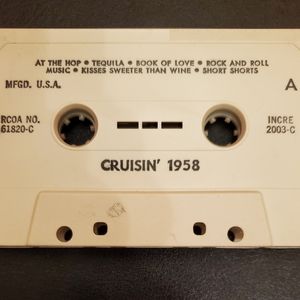 AT THE HOP • TEQUILA • BOOK OF LOVE • ROCK AND ROLL
MUSIC • KISSES SWEETER THAN WINE • SHORT SHORTS
MFGD. U.S.A. A
RCOA NO. INCRE
61820-C 2003-C
CRUISIN' 1958